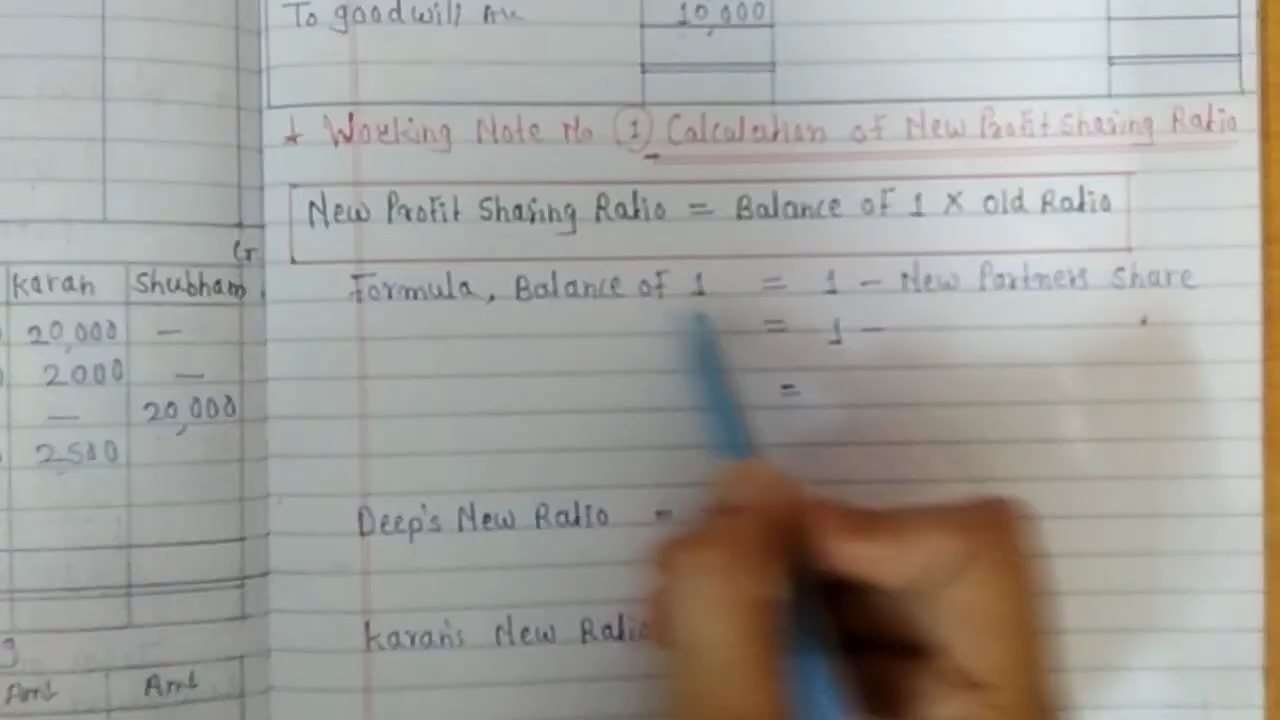 To goodwill A/c 10,000
* Working Note No ① Calculation of New Profit Sharing Ratio
New Profit Sharing Ratio = Balance of 1 X Old Ratio
Formula, Balance of 1 = 1 - New Partners Share
= 1 -
=
Deep's New Ratio =
Karan's New Ratio
Cr
Karan Shubham
20,000 —
2000 —
— 20,000
2500
Amt Amt